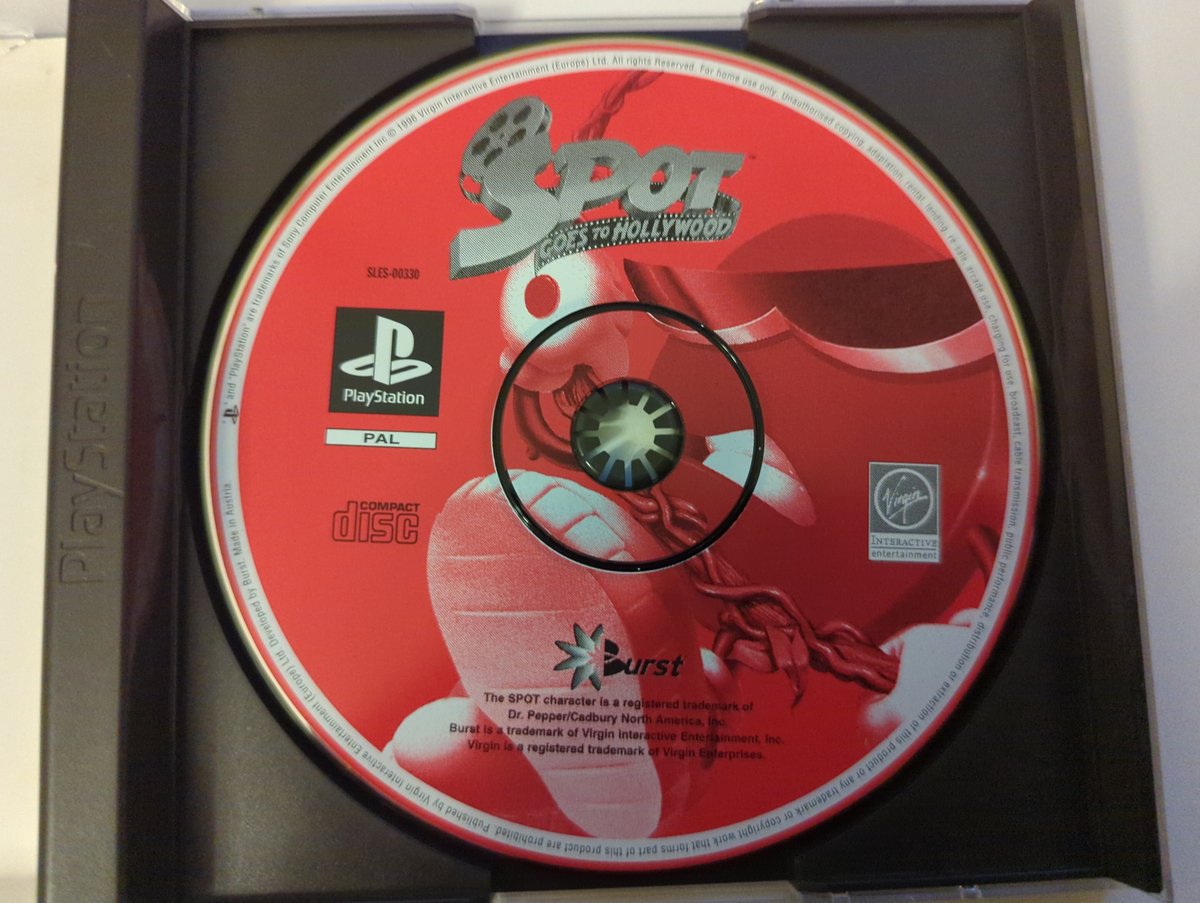 PlayStation
SPOT™
GOES TO HOLLYWOOD
SLES-00330
PlayStation
PAL
COMPACT
disc
Virgin
INTERACTIVE
entertainment
Burst
The SPOT character is a registered trademark of
Dr. Pepper/Cadbury North America, Inc.
Burst is a trademark of Virgin Interactive Entertainment, Inc.
Virgin is a registered trademark of Virgin Enterprises.
and "PlayStation" are trademarks of Sony Computer Entertainment Inc © 1996 Virgin Interactive Entertainment (Europe) Ltd. All rights Reserved. For home use only. Unauthorised copying, adaptation, rental, lending, re-sale, arcade use, charging for use, broadcast, cable transmission, public performance, distribution or extraction of this product or any trademark or copyright work that forms parts of this product are prohibited. Published by Virgin Interactive Entertainment (Europe) Ltd. Developed by Burst. Made in Austria